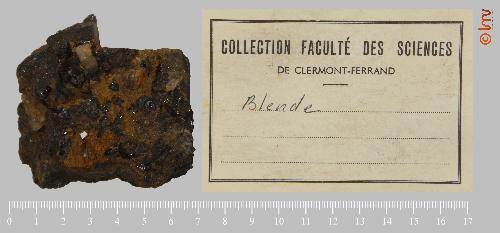 COLLECTION FACULTÉ DES SCIENCES
DE CLERMONT-FERRAND
Blende
© lmv
0 1 2 3 4 5 6 7 8 9 10 11 12 13 14 15 16 17